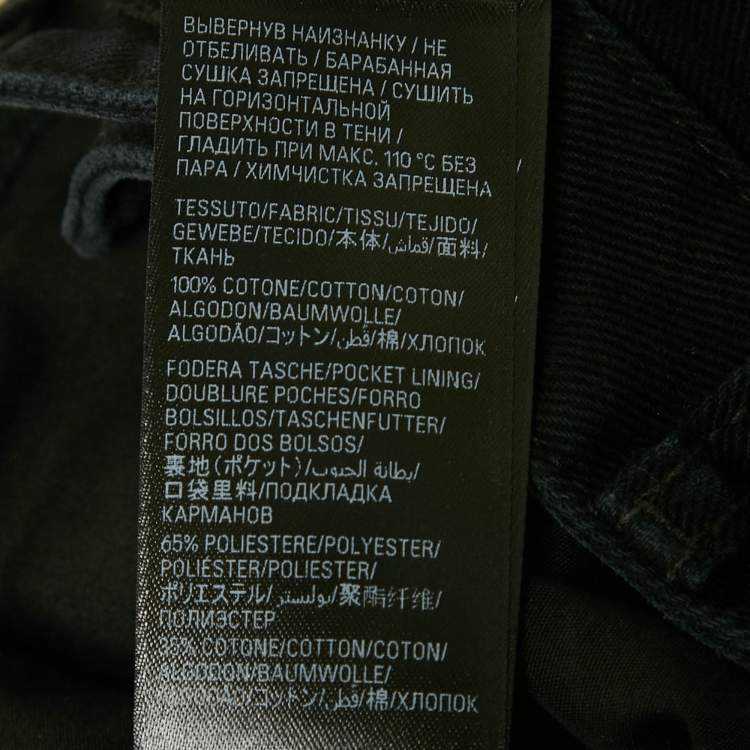 ВЫВЕРНУВ НАИЗНАНКУ / НЕ
ОТБЕЛИВАТЬ / БАРАБАННАЯ
СУШКА ЗАПРЕЩЕНА / СУШИТЬ
НА ГОРИЗОНТАЛЬНОЙ
ПОВЕРХНОСТИ В ТЕНИ /
ГЛАДИТЬ ПРИ МАКС. 110 °C БЕЗ
ПАРА / ХИМЧИСТКА ЗАПРЕЩЕНА
TESSUTO/FABRIC/TISSU/TEJIDO/
GEWEBE/TECIDO/本体/قماش/面料/
ТКАНЬ
100% COTONE/COTTON/COTON/
ALGODON/BAUMWOLLE/
ALGODÃO/コットン/قطن/棉/ХЛОПОК
FODERA TASCHE/POCKET LINING/
DOUBLURE POCHES/FORRO
BOLSILLOS/TASCHENFUTTER/
FORRO DOS BOLSOS/
裏地(ポケット)/بطانة الجيوب/
口袋里料/ПОДКЛАДКА
КАРМАНОВ
65% POLIESTERE/POLYESTER/
POLIÉSTER/POLIESTER/
ポリエステル/بوليستر/聚酯纤维/
ПОЛИЭСТЕР
35% COTONE/COTTON/COTON/
ALGODON/BAUMWOLLE/
ALGODÃO/コットン/قطن/棉/ХЛОПОК